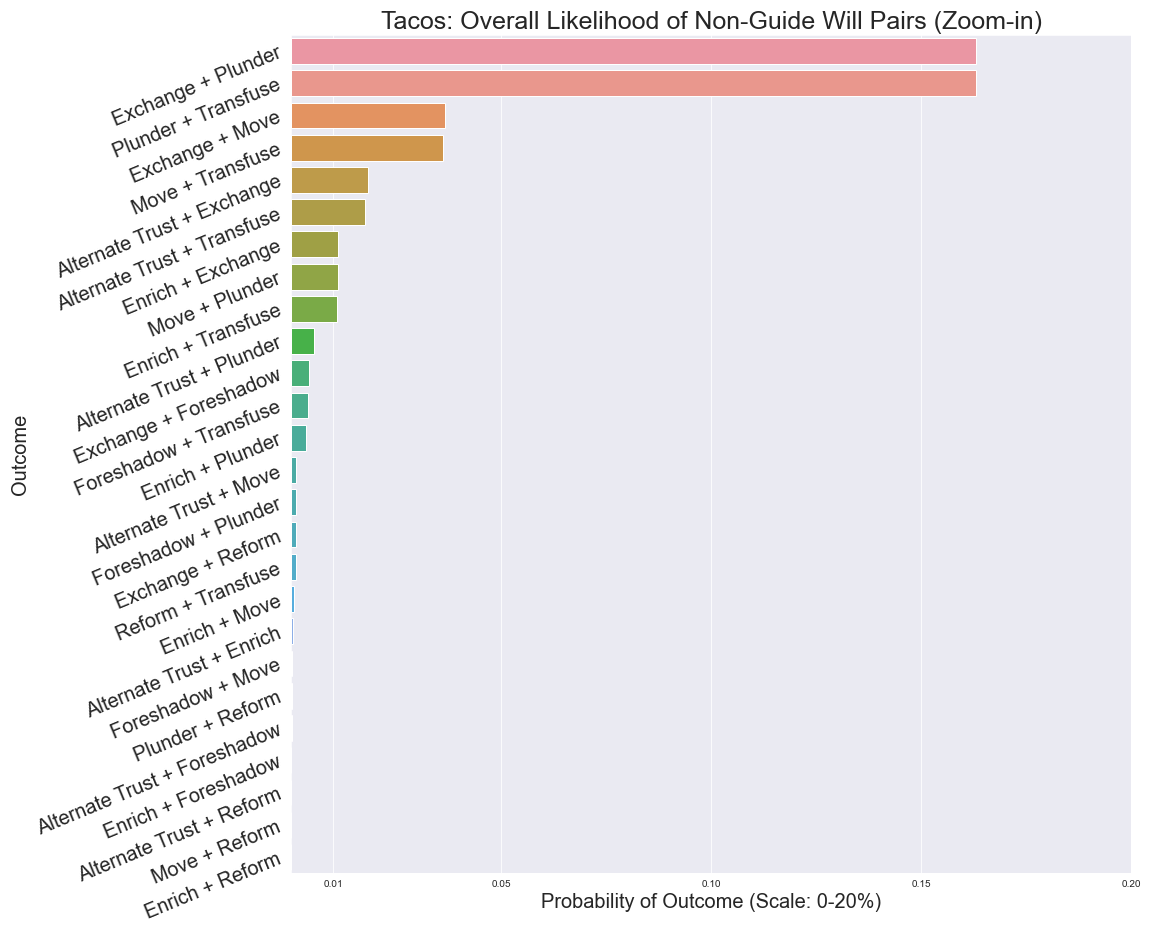 Tacos: Overall Likelihood of Non-Guide Will Pairs (Zoom-in)
Outcome
Exchange + Plunder
Plunder + Transfuse
Exchange + Move
Move + Transfuse
Alternate Trust + Exchange
Alternate Trust + Transfuse
Enrich + Exchange
Move + Plunder
Enrich + Transfuse
Alternate Trust + Plunder
Exchange + Foreshadow
Foreshadow + Transfuse
Enrich + Plunder
Alternate Trust + Move
Foreshadow + Plunder
Exchange + Reform
Reform + Transfuse
Enrich + Move
Alternate Trust + Enrich
Foreshadow + Move
Plunder + Reform
Alternate Trust + Foreshadow
Enrich + Foreshadow
Alternate Trust + Reform
Move + Reform
Enrich + Reform
0.01 0.05 0.10 0.15 0.20
Probability of Outcome (Scale: 0-20%)